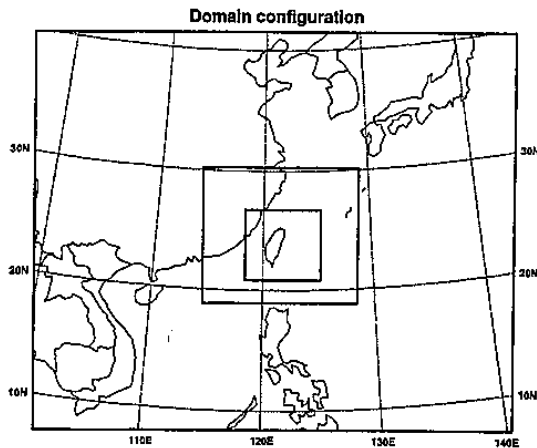 Domain configuration
30N 30N
20N 20N
10N 10N
110E 120E 130E 140E